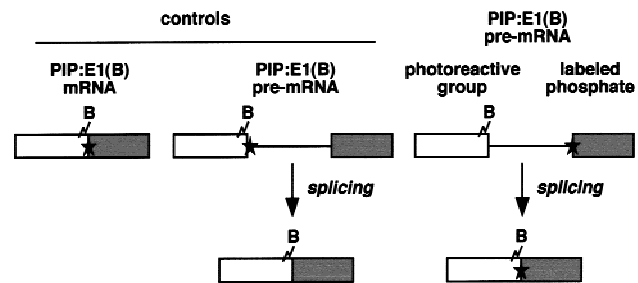 controls
PIP:E1(B)
pre-mRNA
PIP:E1(B)
mRNA
PIP:E1(B)
pre-mRNA
photoreactive
group
labeled
phosphate
B
B
B
splicing
splicing
B
B